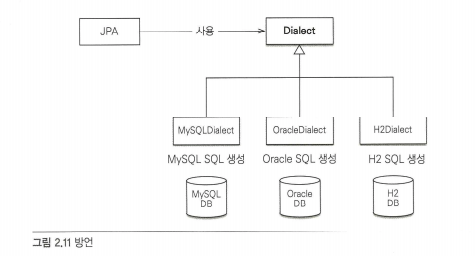 JPA
사용
Dialect
MySQLDialect
OracleDialect
H2Dialect
MySQL SQL 생성
Oracle SQL 생성
H2 SQL 생성
MySQL
DB
Oracle
DB
H2
DB
그림 2.11 방언